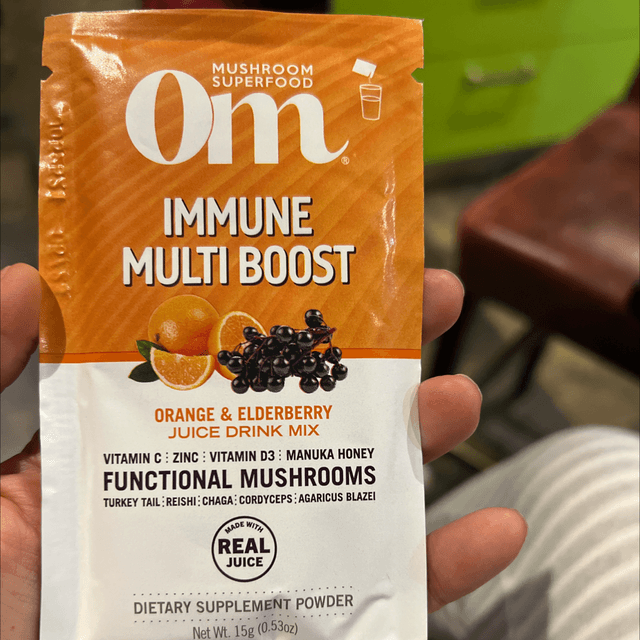 MUSHROOM
SUPERFOOD
Om®
IMMUNE
MULTI BOOST
ORANGE & ELDERBERRY
JUICE DRINK MIX
VITAMIN C ⋮ ZINC ⋮ VITAMIN D3 ⋮ MANUKA HONEY
FUNCTIONAL MUSHROOMS
TURKEY TAIL ⋮ REISHI ⋮ CHAGA ⋮ CORDYCEPS ⋮ AGARICUS BLAZEI
MADE WITH
REAL
JUICE
DIETARY SUPPLEMENT POWDER
Net Wt. 15g (0.53oz)